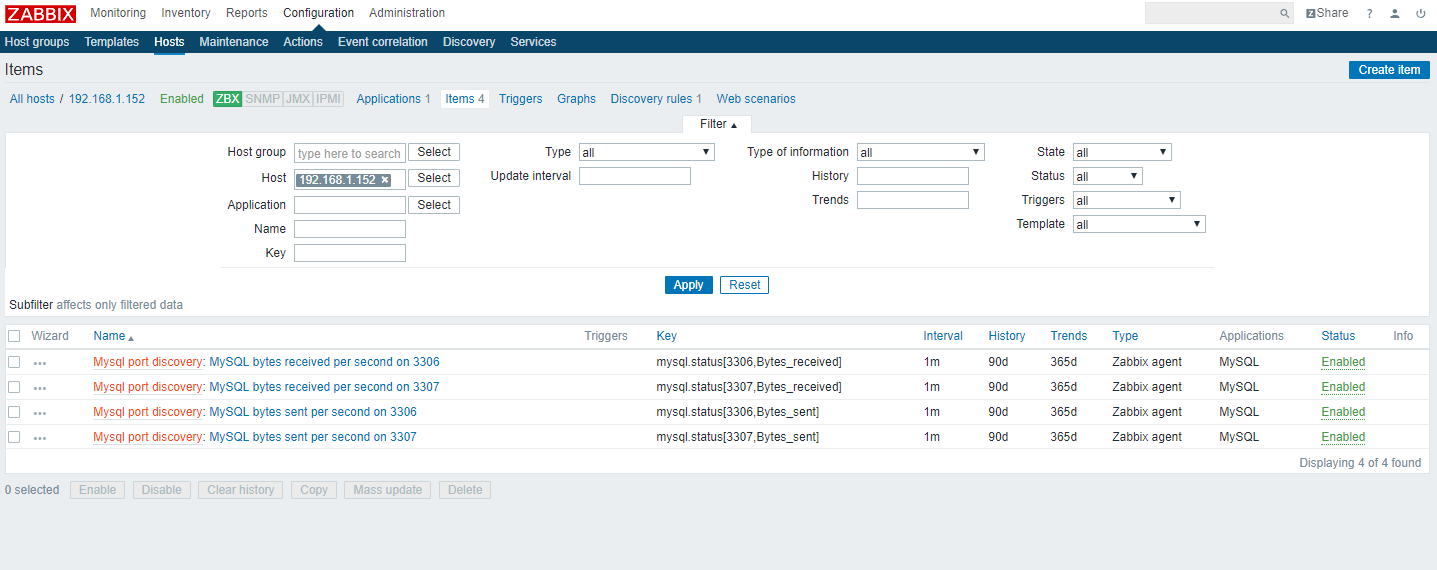 ZABBIX Monitoring Inventory Reports Configuration Administration Z Share ?
Host groups Templates Hosts Maintenance Actions Event correlation Discovery Services
Items Create item
All hosts / 192.168.1.152 Enabled ZBX SNMP JMX IPMI Applications 1 Items 4 Triggers Graphs Discovery rules 1 Web scenarios
Filter ▲
Host group type here to search Select Type all Type of information all State all
Host 192.168.1.152 × Select Update interval History Status all
Application Select Trends Triggers all
Name Template all
Key
Apply Reset
Subfilter affects only filtered data
Wizard Name ▲ Triggers Key Interval History Trends Type Applications Status Info
••• Mysql port discovery: MySQL bytes received per second on 3306 mysql.status[3306,Bytes_received] 1m 90d 365d Zabbix agent MySQL Enabled
••• Mysql port discovery: MySQL bytes received per second on 3307 mysql.status[3307,Bytes_received] 1m 90d 365d Zabbix agent MySQL Enabled
••• Mysql port discovery: MySQL bytes sent per second on 3306 mysql.status[3306,Bytes_sent] 1m 90d 365d Zabbix agent MySQL Enabled
••• Mysql port discovery: MySQL bytes sent per second on 3307 mysql.status[3307,Bytes_sent] 1m 90d 365d Zabbix agent MySQL Enabled
Displaying 4 of 4 found
0 selected Enable Disable Clear history Copy Mass update Delete